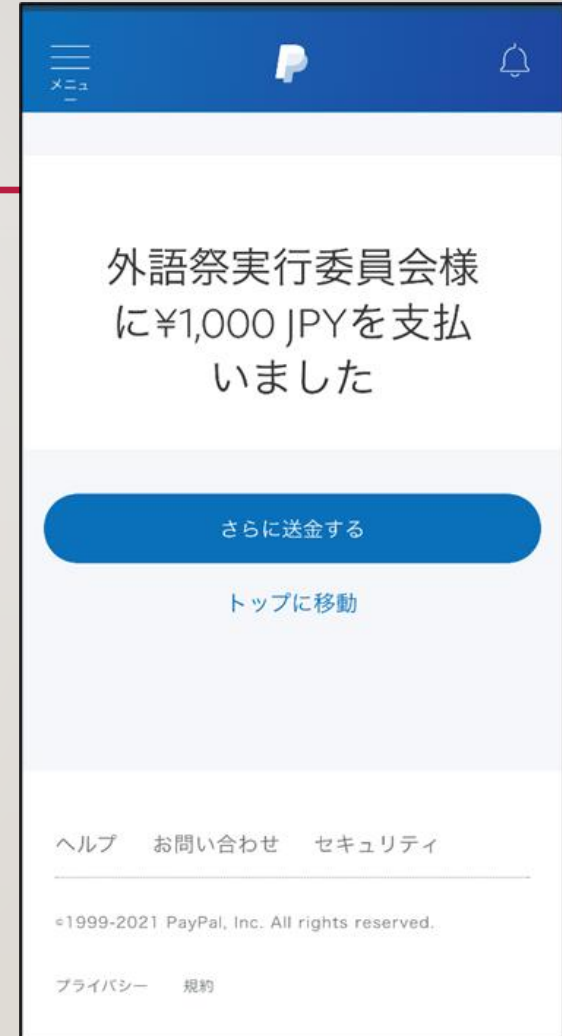 メニュ
ー
外語祭実行委員会様
に¥1,000 JPYを支払
いました
さらに送金する
トップに移動
ヘルプ お問い合わせ セキュリティ
©1999-2021 PayPal, Inc. All rights reserved.
プライバシー 規約